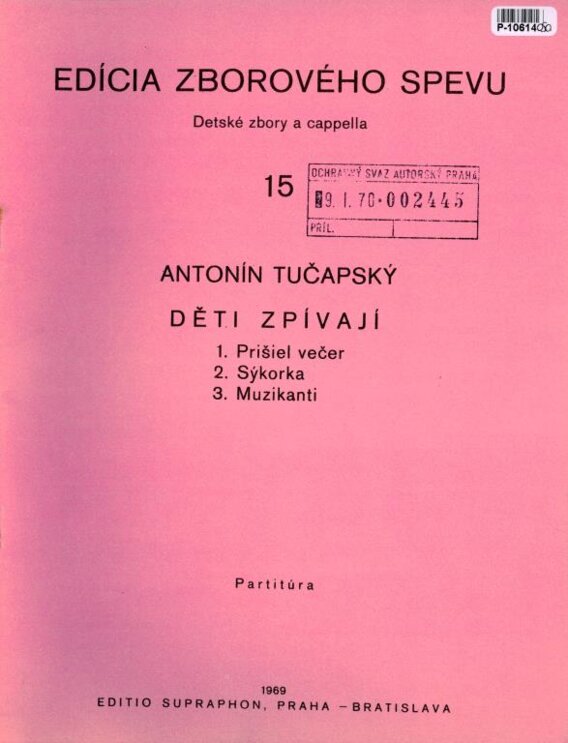 P-10614
EDÍCIA ZBOROVÉHO SPEVU
Detské zbory a cappella
15
OCHRANNÝ SVAZ AUTORSKÝ PRAHA
9. I. 70 · 002445
PŘÍL.
ANTONÍN TUČAPSKÝ
DĚTI ZPÍVAJÍ
1. Prišiel večer
2. Sýkorka
3. Muzikanti
Partitúra
1969
EDITIO SUPRAPHON, PRAHA – BRATISLAVA